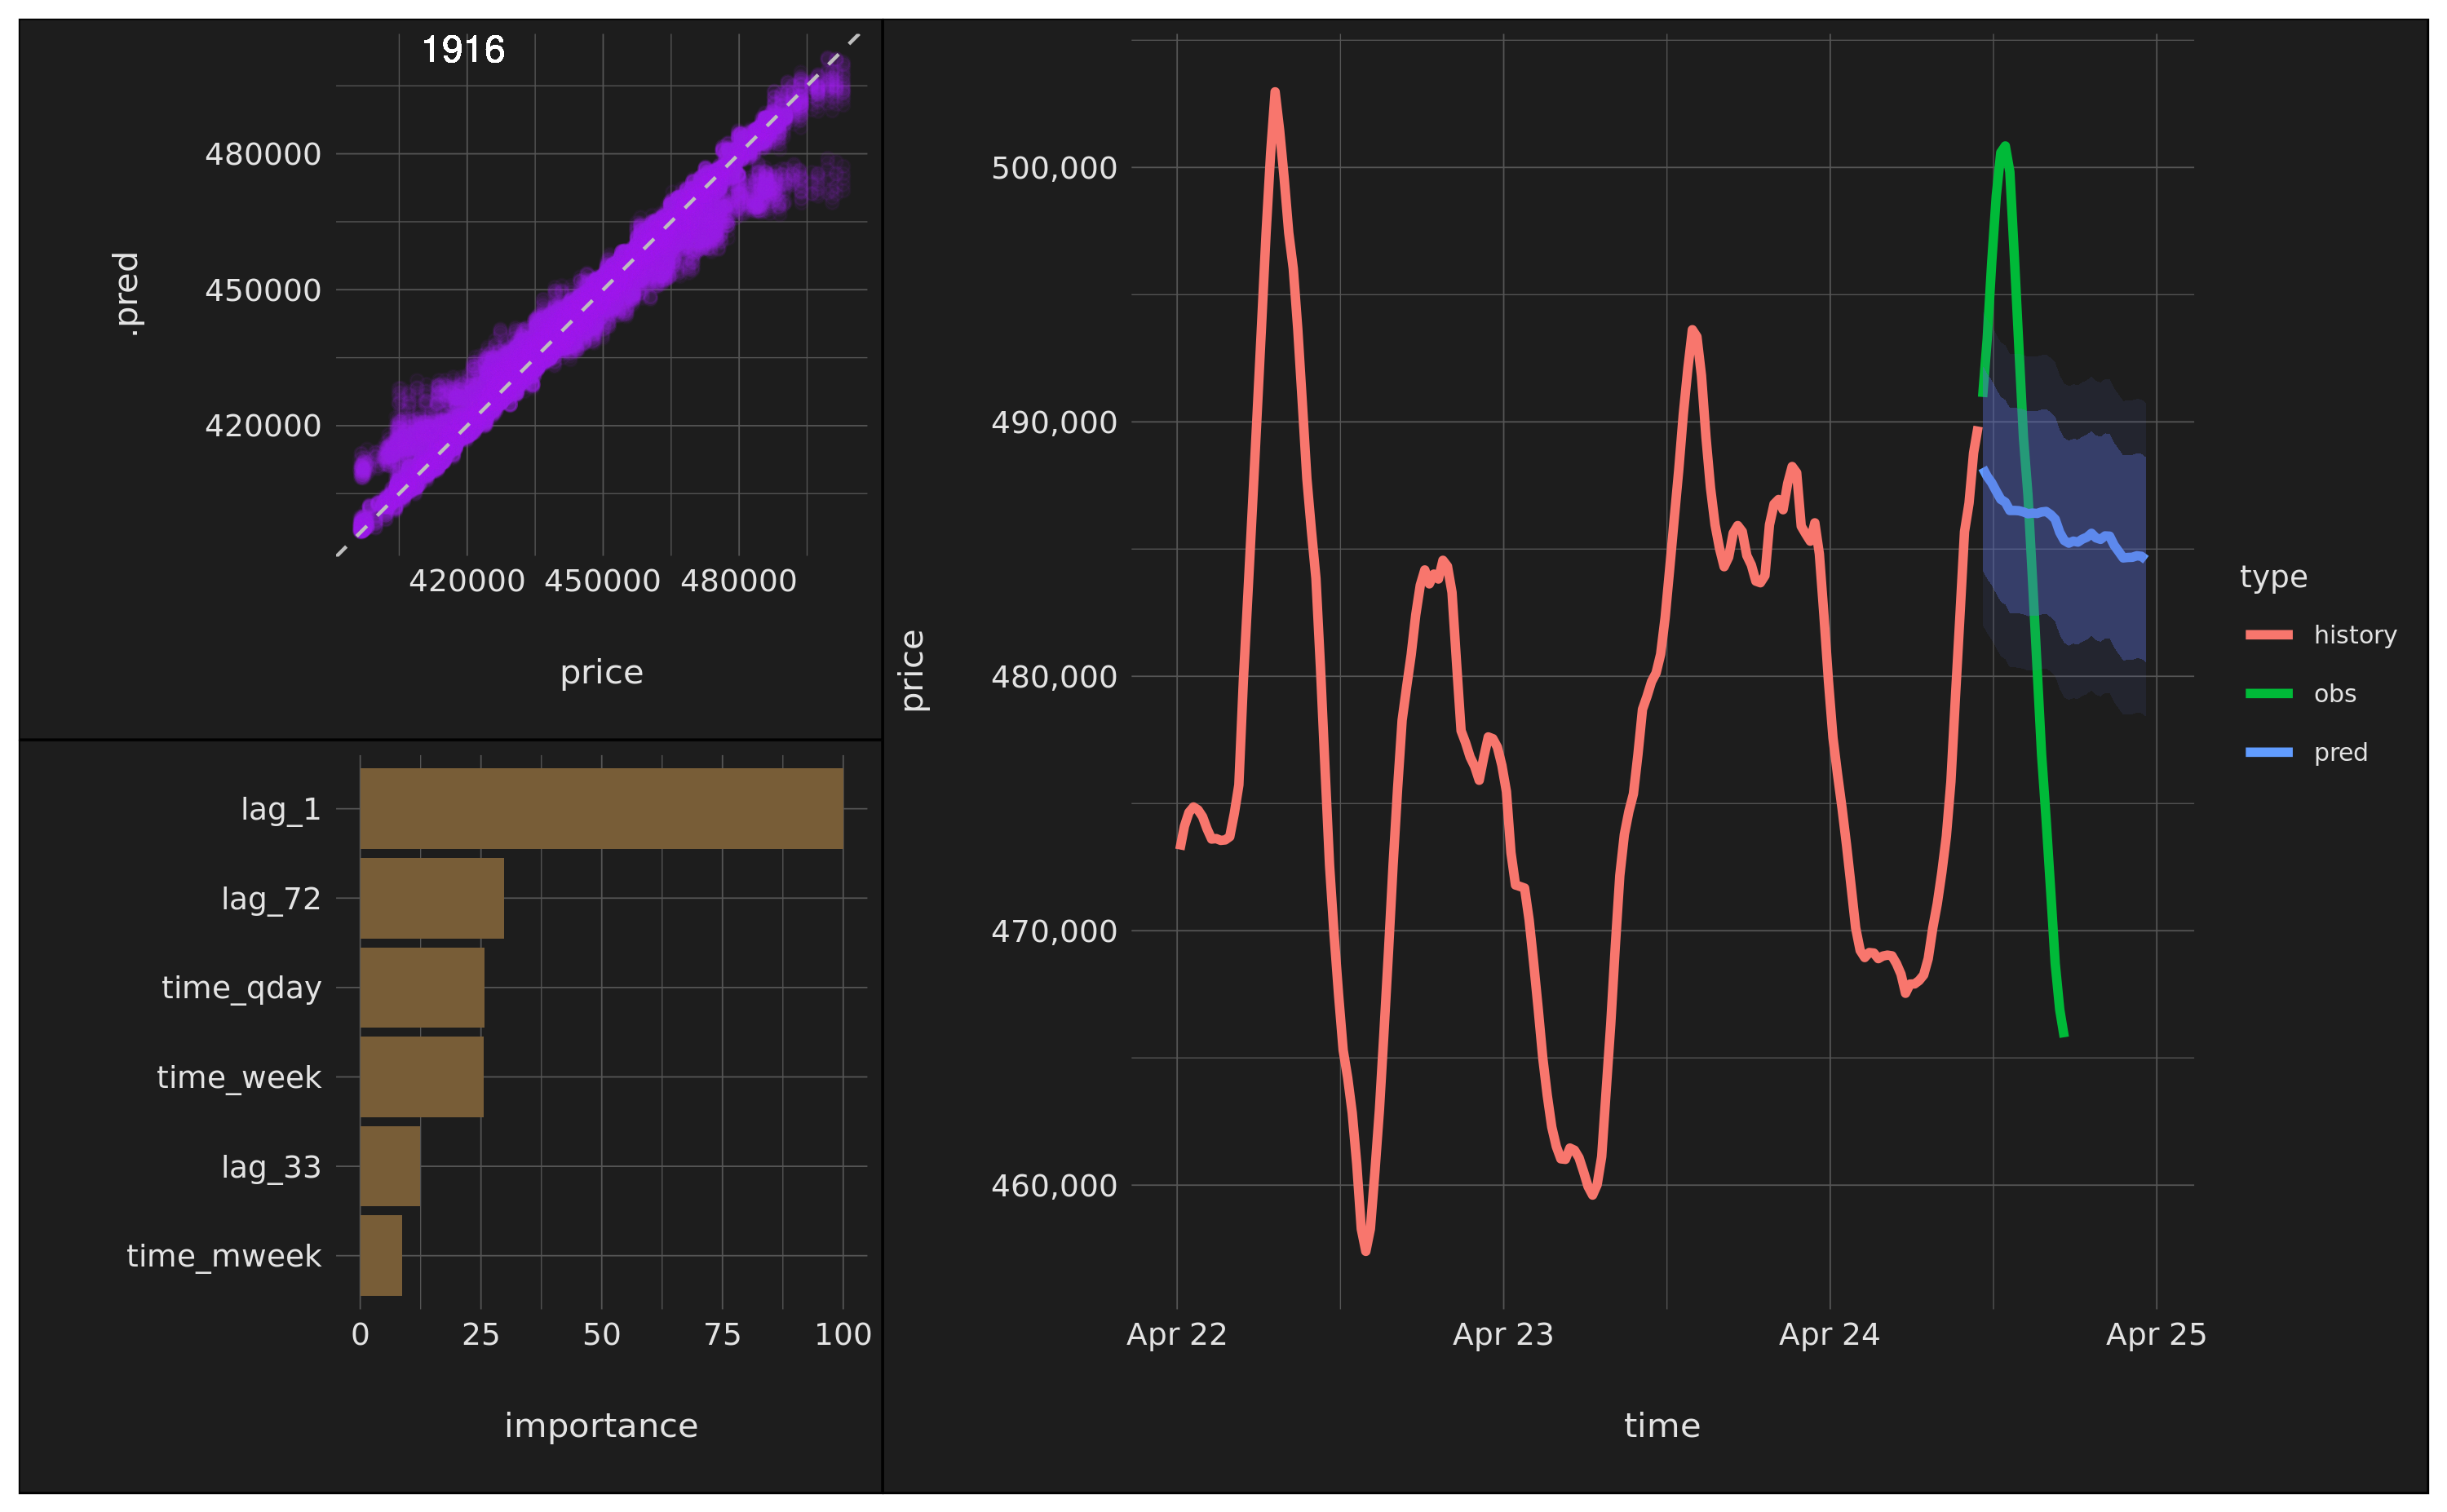 1916
.pred
480000
450000
420000
420000 450000 480000
price
lag_1
lag_72
time_qday
time_week
lag_33
time_mweek
0 25 50 75 100
importance
price
500,000
490,000
480,000
470,000
460,000
Apr 22 Apr 23 Apr 24 Apr 25
time
type
history
obs
pred